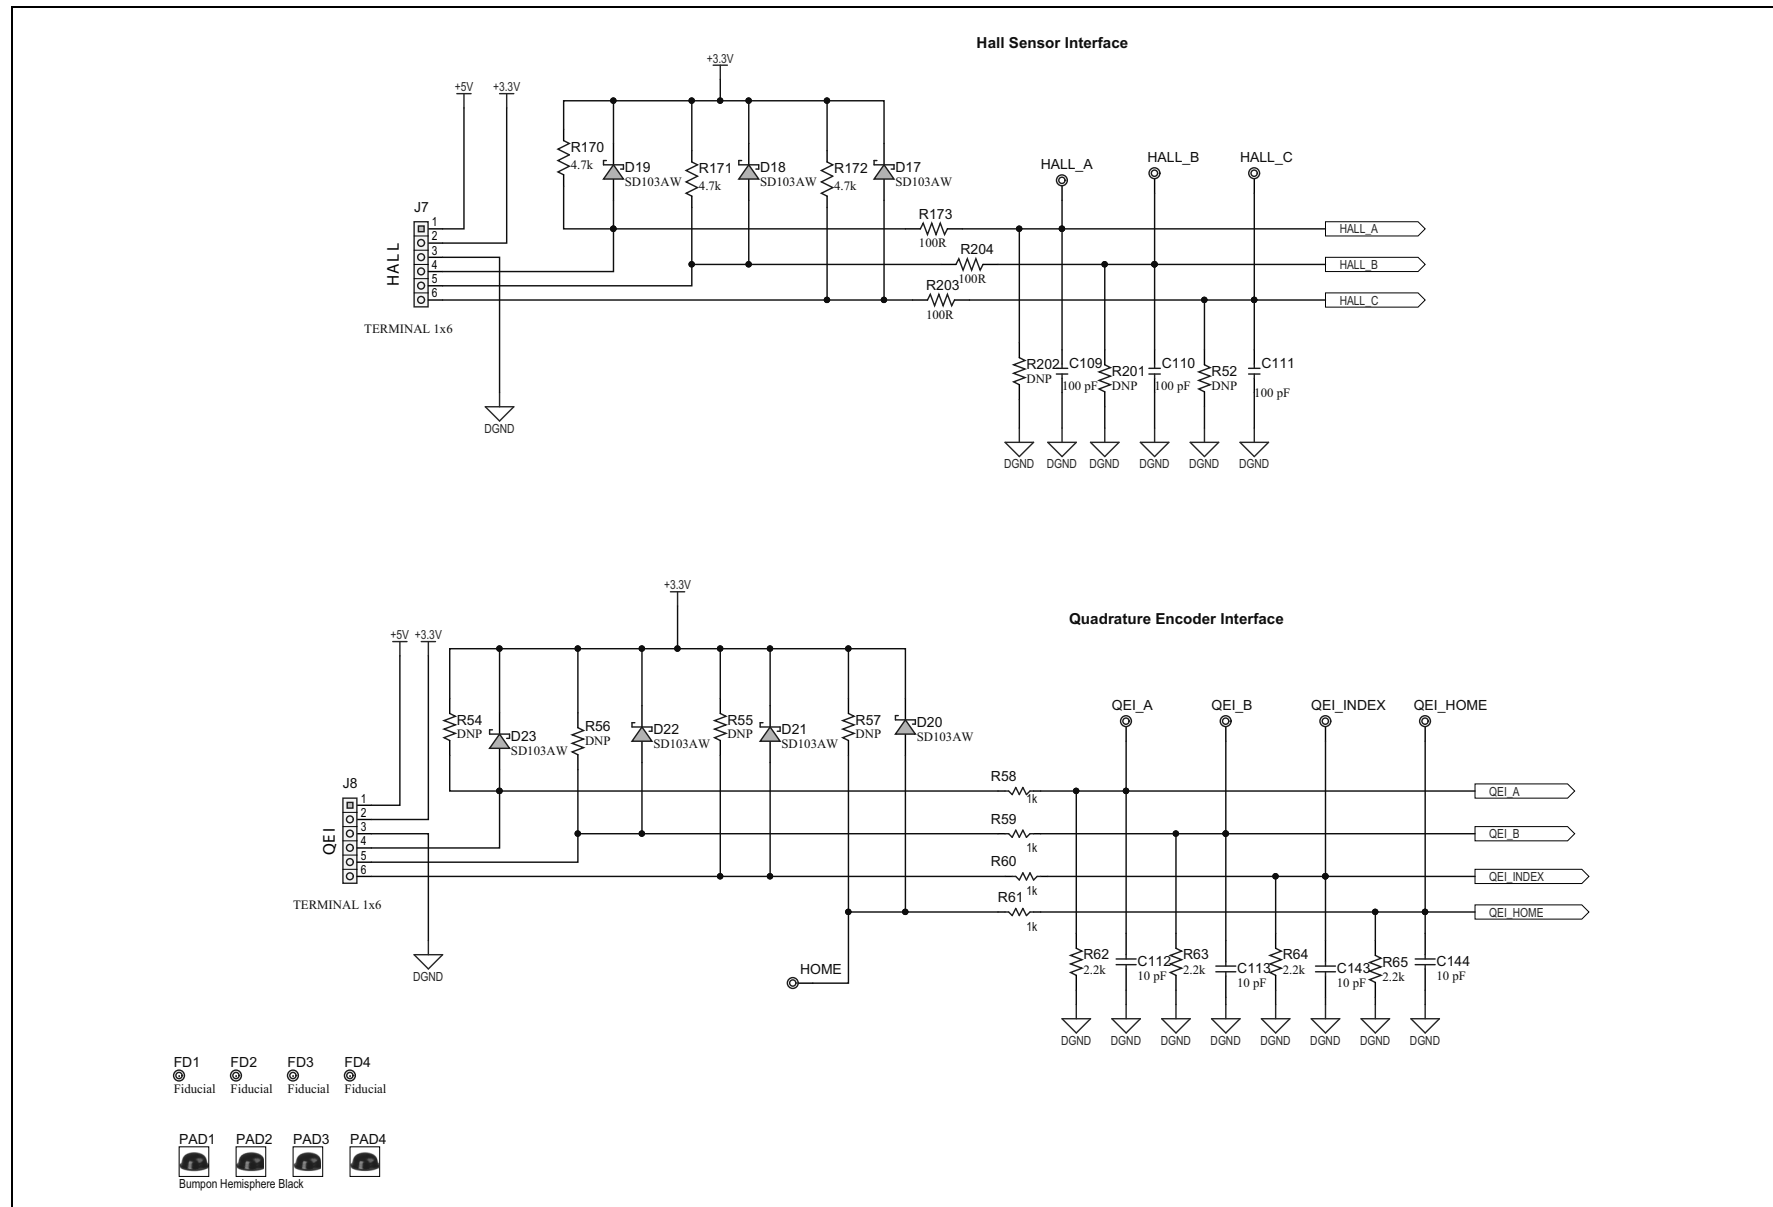 Hall Sensor Interface
+3.3V
+5V +3.3V
R170
4.7k
D19
SD103AW
R171
4.7k
D18
SD103AW
R172
4.7k
D17
SD103AW
HALL_A
HALL_B
HALL_C
J7
HALL
1
2
3
4
5
6
TERMINAL 1x6
DGND
R173
100R
R204
100R
R203
100R
HALL_A
HALL_B
HALL_C
R202
DNP
C109
100 pF
R201
DNP
C110
100 pF
R52
DNP
C111
100 pF
DGND DGND DGND DGND DGND DGND
Quadrature Encoder Interface
+3.3V
+5V +3.3V
R54
DNP
D23
SD103AW
R56
DNP
D22
SD103AW
R55
DNP
D21
SD103AW
R57
DNP
D20
SD103AW
QEI_A
QEI_B
QEI_INDEX
QEI_HOME
J8
QEI
1
2
3
4
5
6
TERMINAL 1x6
DGND
R58
1k
R59
1k
R60
1k
R61
1k
QEI_A
QEI_B
QEI_INDEX
QEI_HOME
HOME
R62
2.2k
C112
10 pF
R63
2.2k
C113
10 pF
R64
2.2k
C143
10 pF
R65
2.2k
C144
10 pF
DGND DGND DGND DGND DGND DGND DGND DGND
FD1 FD2 FD3 FD4
Fiducial Fiducial Fiducial Fiducial
PAD1 PAD2 PAD3 PAD4
Bumpon Hemisphere Black